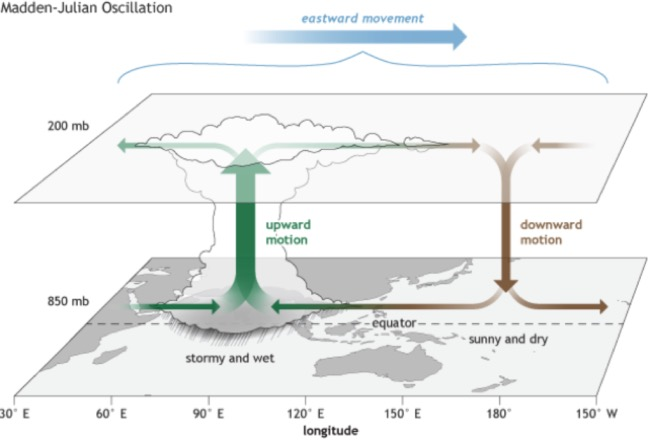 Madden-Julian Oscillation
eastward movement
200 mb
upward
motion
downward
motion
850 mb
equator
sunny and dry
stormy and wet
30° E 60° E 90° E 120° E 150° E 180° 150° W
longitude